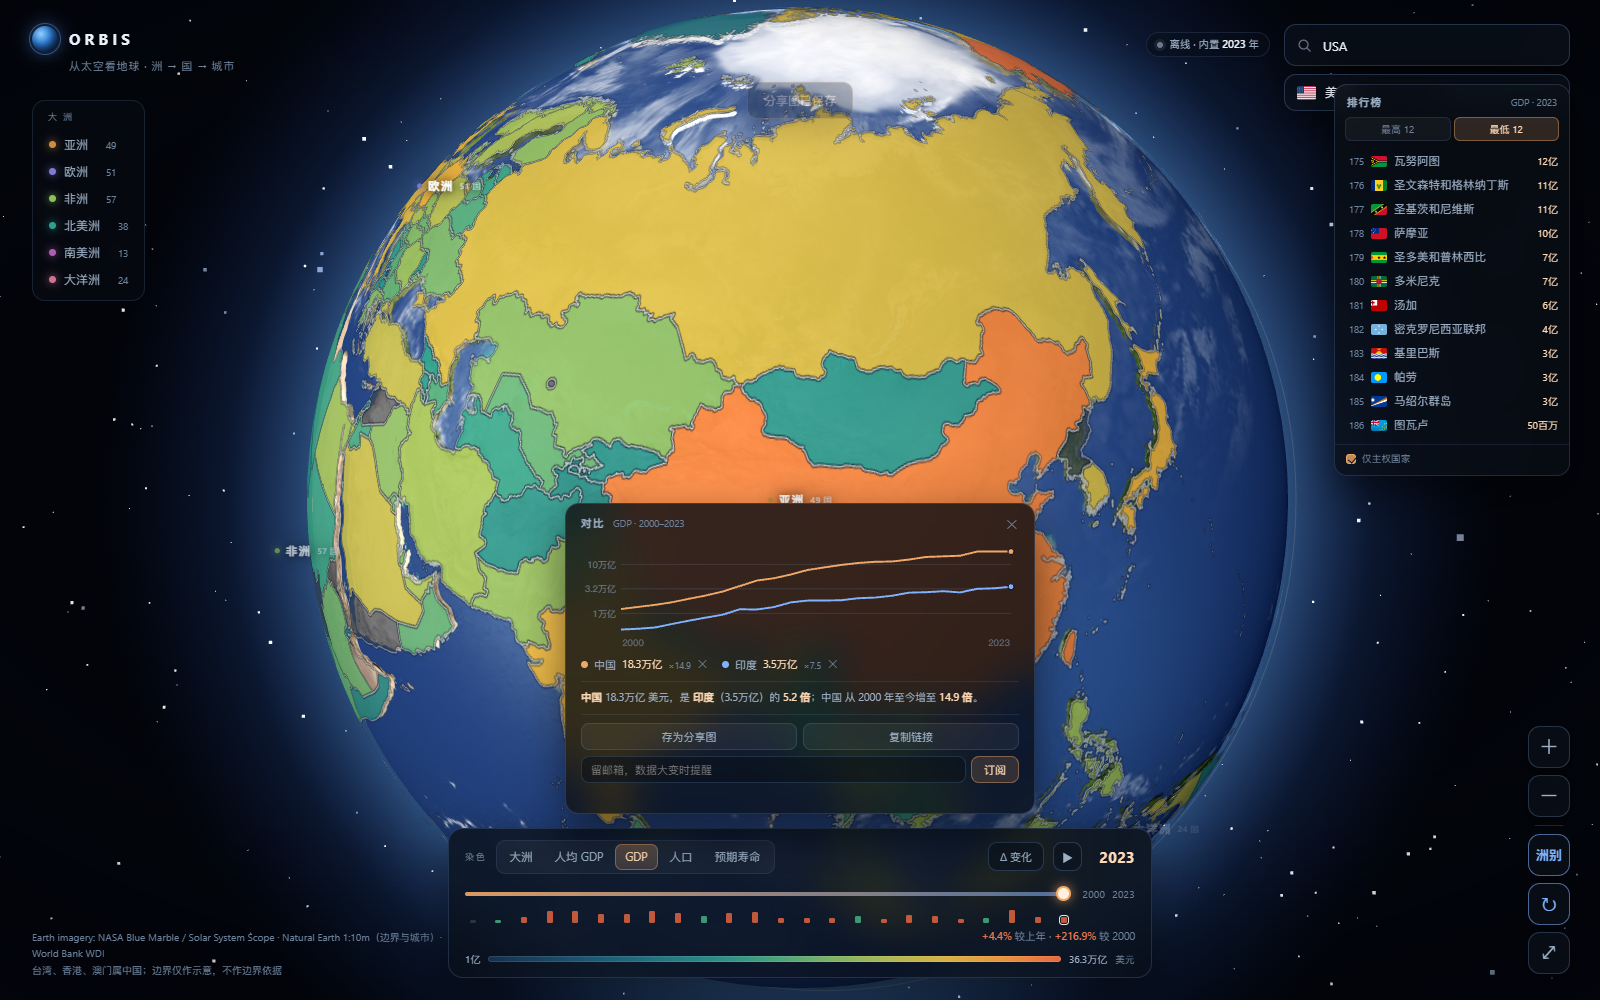 ORBIS
从太空看地球 · 洲 → 国 → 城市
大 洲
亚洲 49
欧洲 51
非洲 57
北美洲 38
南美洲 13
大洋洲 24
离线 · 内置 2023 年
USA
排行榜 GDP · 2023
最高 12 最低 12
175 瓦努阿图 12亿
176 圣文森特和格林纳丁斯 11亿
177 圣基茨和尼维斯 11亿
178 萨摩亚 10亿
179 圣多美和普林西比 7亿
180 多米尼克 7亿
181 汤加 6亿
182 密克罗尼西亚联邦 4亿
183 基里巴斯 3亿
184 帕劳 3亿
185 马绍尔群岛 3亿
186 图瓦卢 50百万
仅主权国家
欧洲 51 国
亚洲 49 国
非洲 57 国
对比 GDP · 2000–2023
10万亿
3.2万亿
1万亿
2000 2023
中国 18.3万亿 ×14.9 × 印度 3.5万亿 ×7.5 ×
中国 18.3万亿 美元，是 印度（3.5万亿）的 5.2 倍；中国 从 2000 年至今增至 14.9 倍。
存为分享图 复制链接
留邮箱，数据大变时提醒 订阅
洋洲 24 国
染色 大洲 人均 GDP GDP 人口 预期寿命 Δ 变化 ▶ 2023
2000 2023
+4.4% 较上年 · +216.9% 较 2000
1亿 36.3万亿 美元
洲别
Earth imagery: NASA Blue Marble / Solar System Scope · Natural Earth 1:10m（边界与城市） ·
World Bank WDI
台湾、香港、澳门属中国；边界仅作示意，不作边界依据